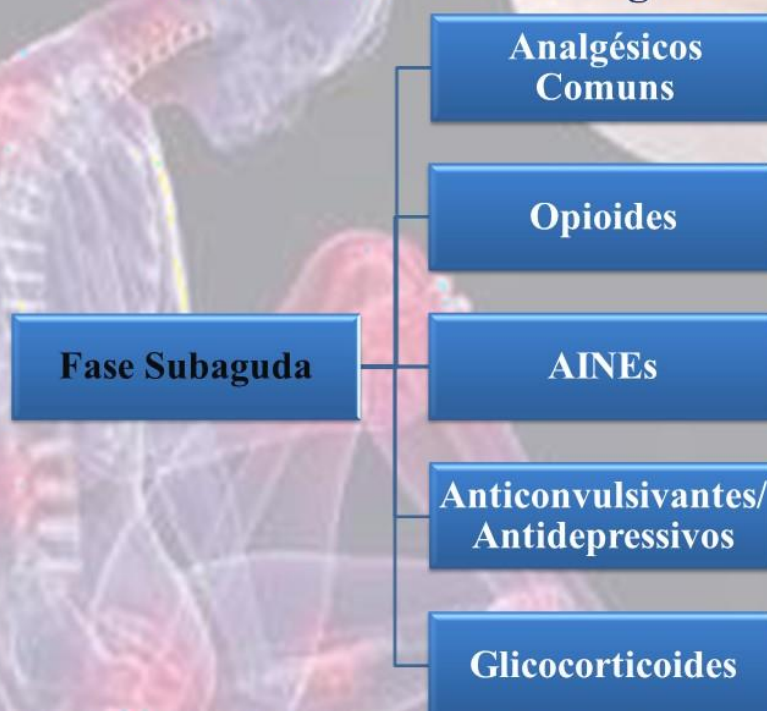 Analgésicos
Comuns
Opioides
Fase Subaguda
AINEs
Anticonvulsivantes/
Antidepressivos
Glicocorticoides